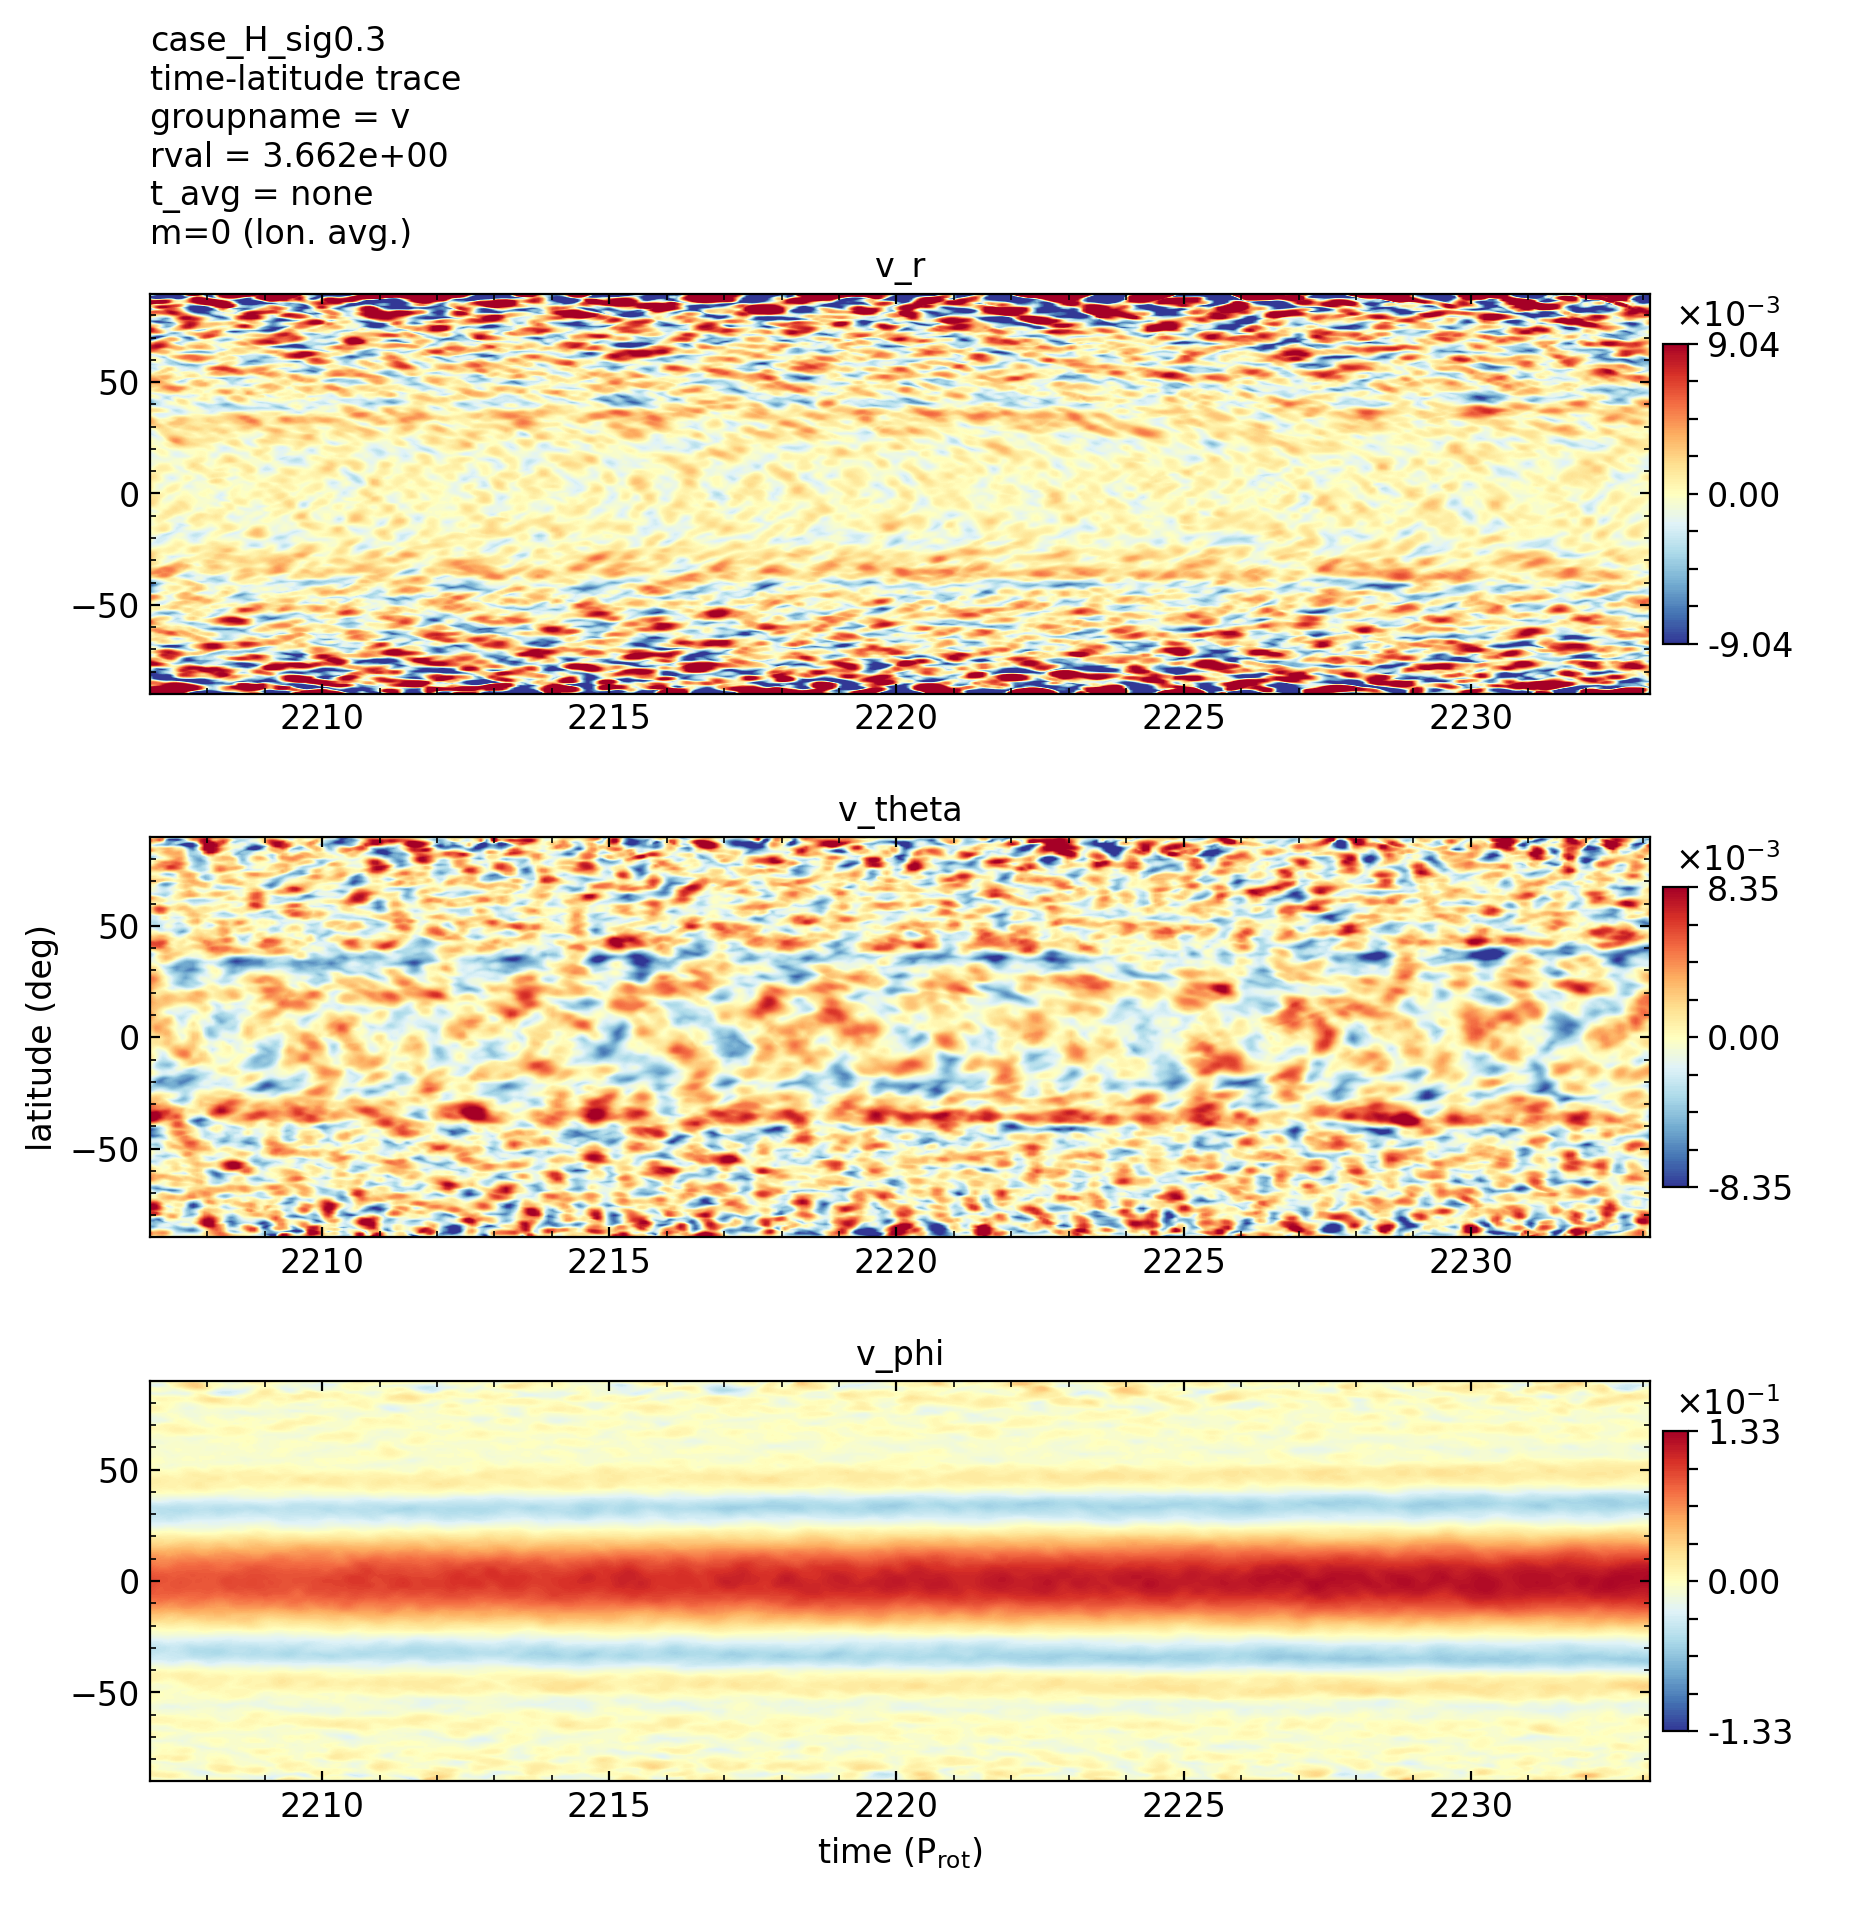 case_H_sig0.3
time-latitude trace
groupname = v
rval = 3.662e+00
t_avg = none
m=0 (lon. avg.)
v_r
×10⁻³
9.04
0.00
-9.04
50
0
−50
2210 2215 2220 2225 2230
v_theta
×10⁻³
8.35
0.00
-8.35
latitude (deg)
50
0
−50
2210 2215 2220 2225 2230
v_phi
×10⁻¹
1.33
0.00
-1.33
50
0
−50
2210 2215 2220 2225 2230
time (P_rot)